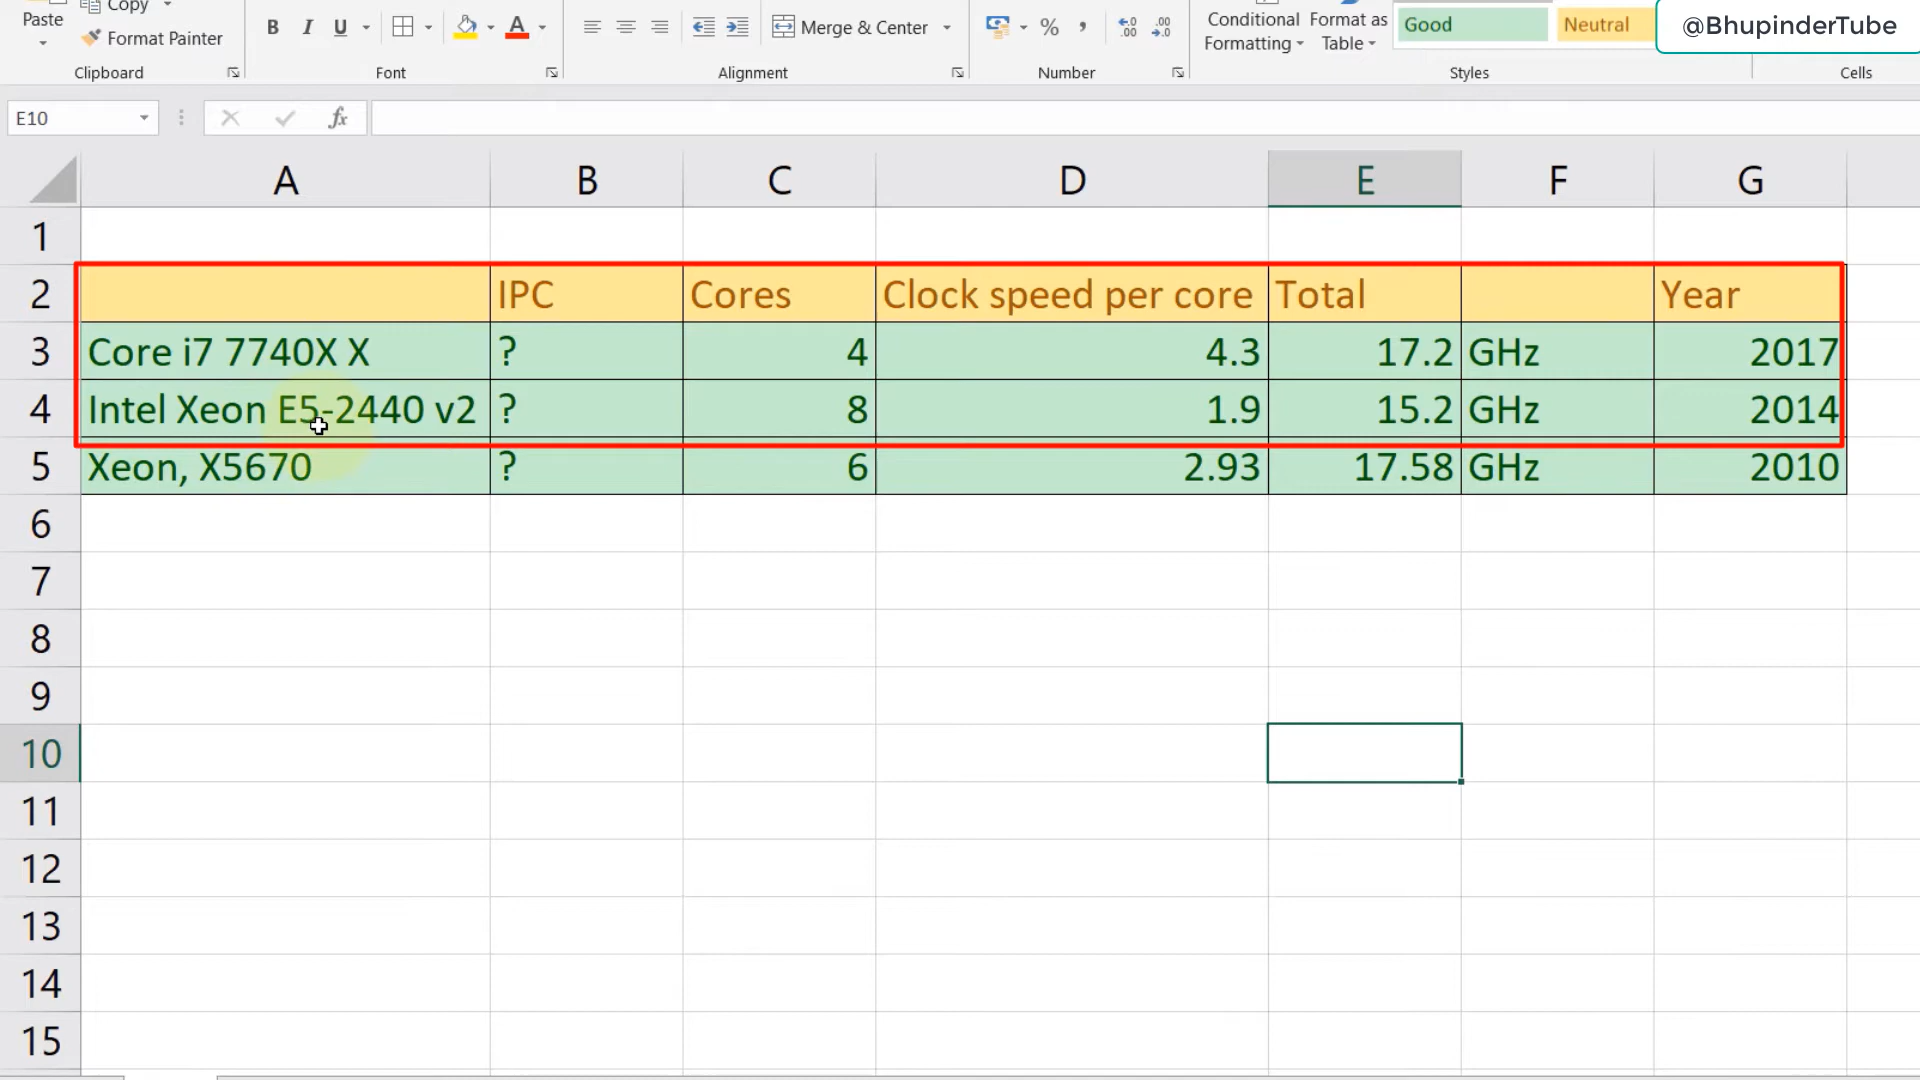 Paste
Copy
Format Painter
B I U
A
Merge & Center
%
,
.0 .00
.00 .0
Conditional
Formatting
Format as
Table
Good
Neutral
@BhupinderTube
Clipboard
Font
Alignment
Number
Styles
Cells
E10
fx
A B C D E F G
1
2 IPC Cores Clock speed per core Total Year
3 Core i7 7740X X ? 4 4.3 17.2 GHz 2017
4 Intel Xeon E5-2440 v2 ? 8 1.9 15.2 GHz 2014
5 Xeon, X5670 ? 6 2.93 17.58 GHz 2010
6
7
8
9
10
11
12
13
14
15